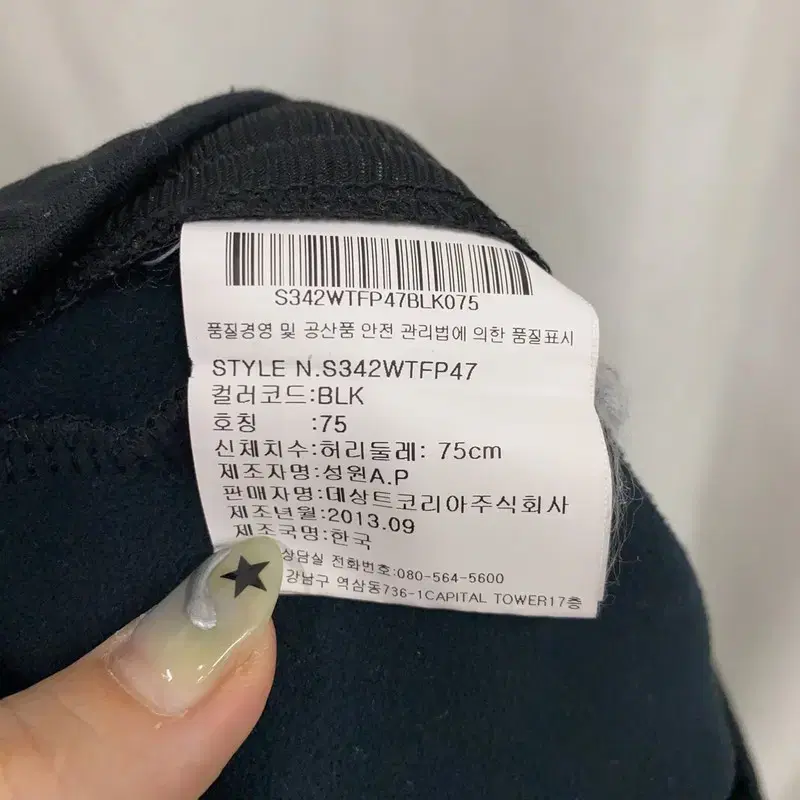 S342WTFP47BLK075
품질경영 및 공산품 안전 관리법에 의한 품질표시
STYLE N.S342WTFP47
컬러코드:BLK
호칭 :75
신체치수:허리둘레: 75cm
제조자명:성원A.P
판매자명:데상트코리아주식회사
제조년월:2013.09
제조국명:한국
상담실 전화번호:080-564-5600
강남구 역삼동736-1CAPITAL TOWER17층